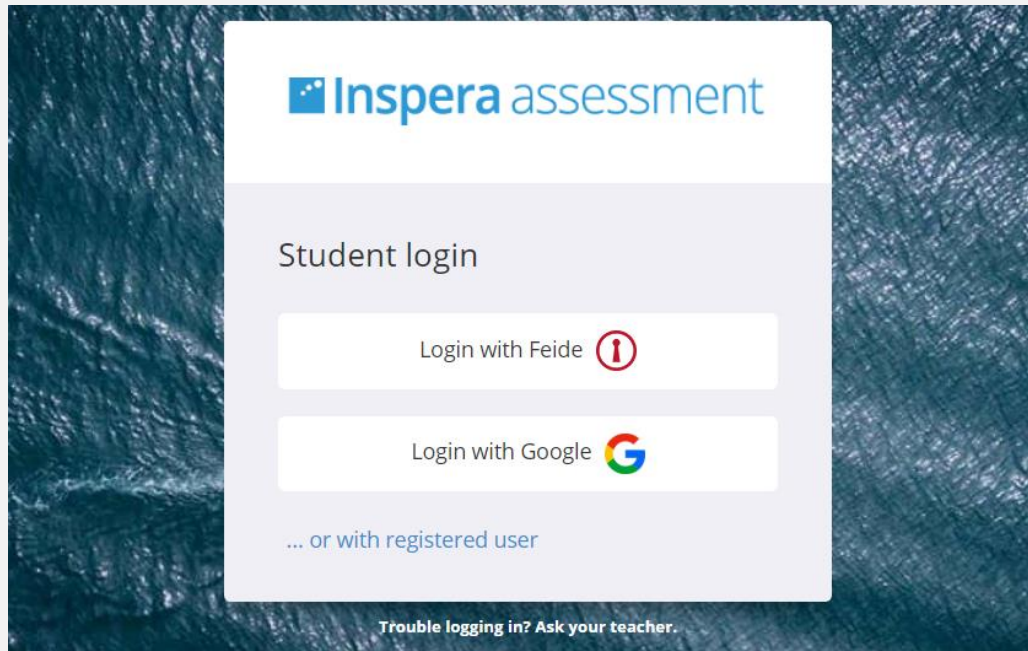 Inspera assessment
Student login
Login with Feide
Login with Google
... or with registered user
Trouble logging in? Ask your teacher.